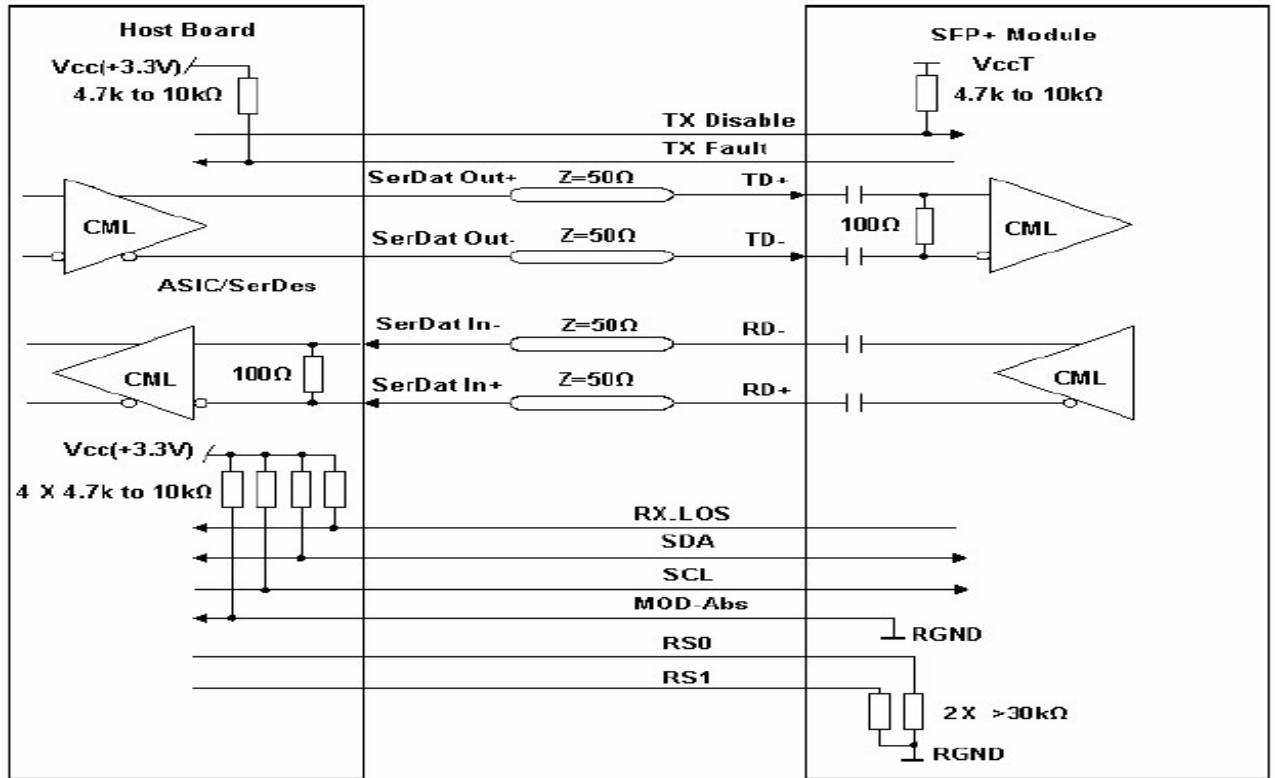 Host Board
SFP+ Module
Vcc(+3.3V)
4.7k to 10kΩ
VccT
4.7k to 10kΩ
TX Disable
TX Fault
SerDat Out+
Z=50Ω
TD+
CML
100Ω
CML
SerDat Out-
Z=50Ω
TD-
ASIC/SerDes
SerDat In-
Z=50Ω
RD-
CML
100Ω
SerDat In+
Z=50Ω
RD+
CML
Vcc(+3.3V)
4 X 4.7k to 10kΩ
RX_LOS
SDA
SCL
MOD-Abs
RGND
RS0
RS1
2X >30kΩ
RGND